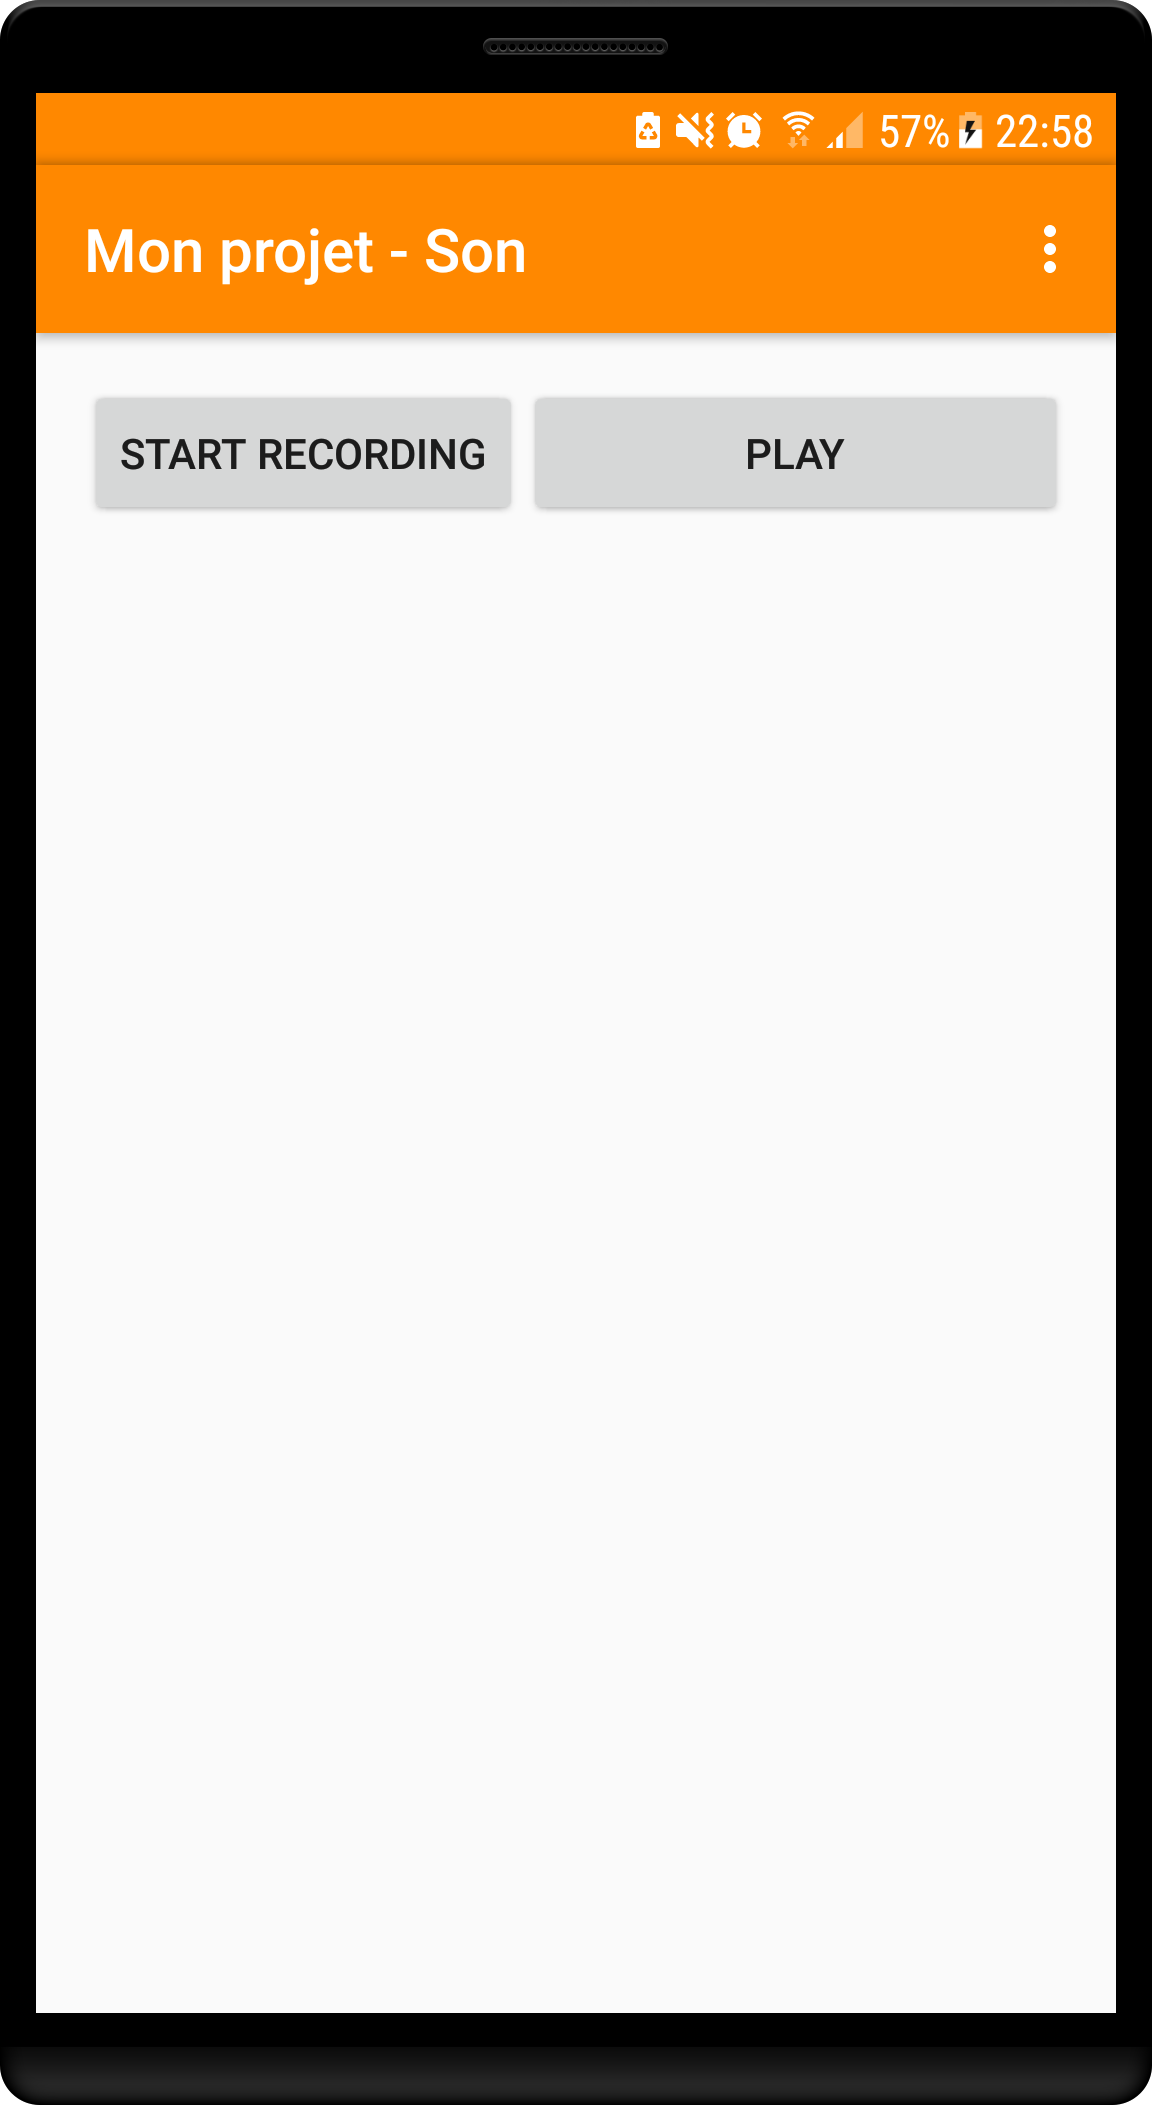 57% 22:58
Mon projet - Son
START RECORDING PLAY